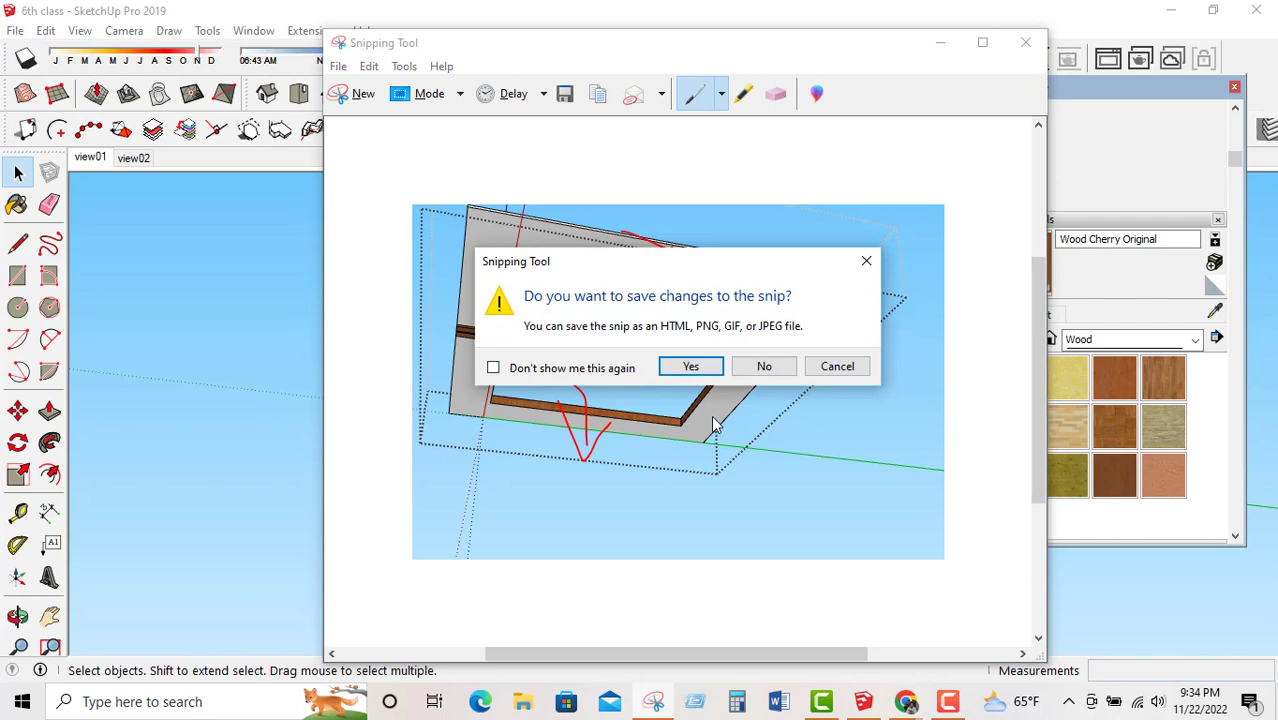 6th class - SketchUp Pro 2019
File Edit View Camera Draw Tools Window
J F M A M J J A S O N D
06:43 AM
view01 view02
Snipping Tool
File Edit Tools Help
New Mode Delay
Snipping Tool
Do you want to save changes to the snip?
You can save the snip as an HTML, PNG, GIF, or JPEG file.
Don't show me this again
Yes No Cancel
Wood Cherry Original
Wood
A1
Select objects. Shift to extend select. Drag mouse to select multiple.
Measurements
Type here to search
65°F
9:34 PM
11/22/2022
1